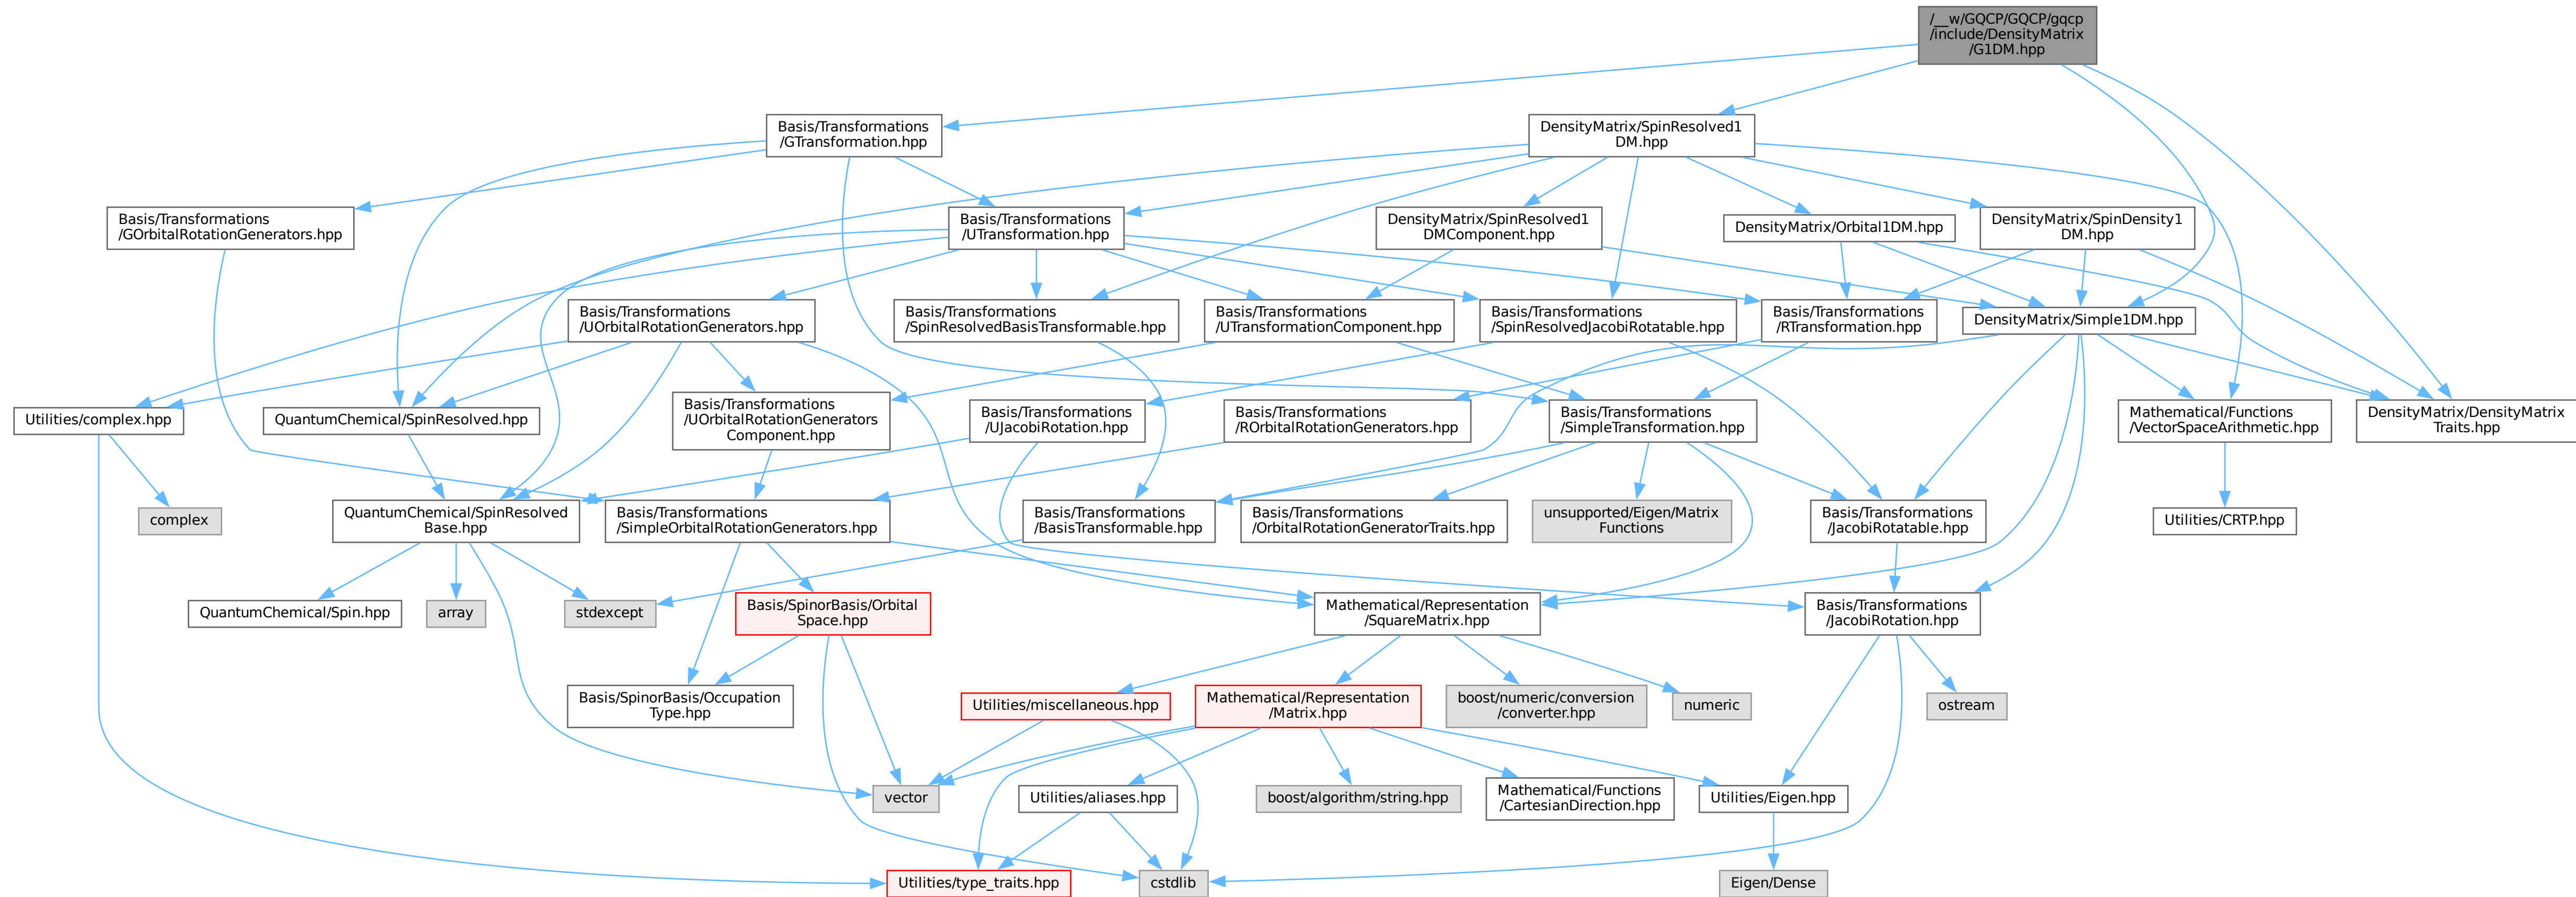 /__w/GQCP/GQCP/gqcp
/include/DensityMatrix
/G1DM.hpp
Basis/Transformations
/GTransformation.hpp
DensityMatrix/SpinResolved1
DM.hpp
Basis/Transformations
/GOrbitalRotationGenerators.hpp
Basis/Transformations
/UTransformation.hpp
DensityMatrix/SpinResolved1
DMComponent.hpp
DensityMatrix/Orbital1DM.hpp
DensityMatrix/SpinDensity1
DM.hpp
Basis/Transformations
/UOrbitalRotationGenerators.hpp
Basis/Transformations
/SpinResolvedBasisTransformable.hpp
Basis/Transformations
/UTransformationComponent.hpp
Basis/Transformations
/SpinResolvedJacobiRotatable.hpp
Basis/Transformations
/RTransformation.hpp
DensityMatrix/Simple1DM.hpp
Utilities/complex.hpp
QuantumChemical/SpinResolved.hpp
Basis/Transformations
/UOrbitalRotationGenerators
Component.hpp
Basis/Transformations
/UJacobiRotation.hpp
Basis/Transformations
/ROrbitalRotationGenerators.hpp
Basis/Transformations
/SimpleTransformation.hpp
Mathematical/Functions
/VectorSpaceArithmetic.hpp
DensityMatrix/DensityMatrix
Traits.hpp
complex
QuantumChemical/SpinResolved
Base.hpp
Basis/Transformations
/SimpleOrbitalRotationGenerators.hpp
Basis/Transformations
/BasisTransformable.hpp
Basis/Transformations
/OrbitalRotationGeneratorTraits.hpp
unsupported/Eigen/Matrix
Functions
Basis/Transformations
/JacobiRotatable.hpp
Utilities/CRTP.hpp
QuantumChemical/Spin.hpp
array
stdexcept
Basis/SpinorBasis/Orbital
Space.hpp
Mathematical/Representation
/SquareMatrix.hpp
Basis/Transformations
/JacobiRotation.hpp
Basis/SpinorBasis/Occupation
Type.hpp
Utilities/miscellaneous.hpp
Mathematical/Representation
/Matrix.hpp
boost/numeric/conversion
/converter.hpp
numeric
ostream
vector
Utilities/aliases.hpp
boost/algorithm/string.hpp
Mathematical/Functions
/CartesianDirection.hpp
Utilities/Eigen.hpp
Utilities/type_traits.hpp
cstdlib
Eigen/Dense